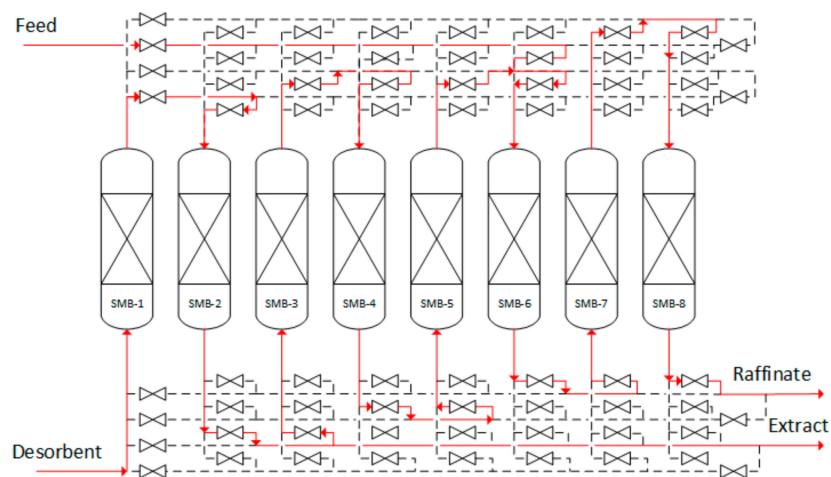 Feed
SMB-1 SMB-2 SMB-3 SMB-4 SMB-5 SMB-6 SMB-7 SMB-8
Raffinate
Extract
Desorbent